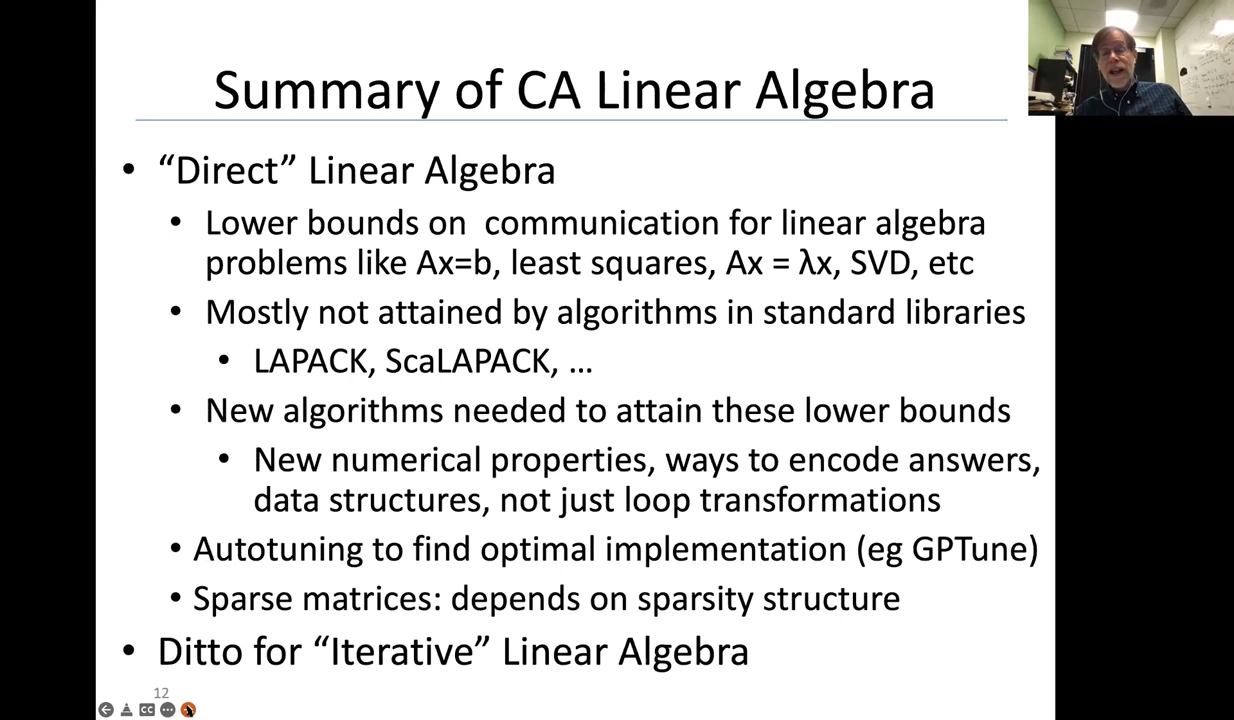 Summary of CA Linear Algebra
• “Direct” Linear Algebra
• Lower bounds on  communication for linear algebra
problems like Ax=b, least squares, Ax = λx, SVD, etc
• Mostly not attained by algorithms in standard libraries
• LAPACK, ScaLAPACK, …
• New algorithms needed to attain these lower bounds
• New numerical properties, ways to encode answers,
data structures, not just loop transformations
• Autotuning to find optimal implementation (eg GPTune)
• Sparse matrices: depends on sparsity structure
• Ditto for “Iterative” Linear Algebra
12
CC